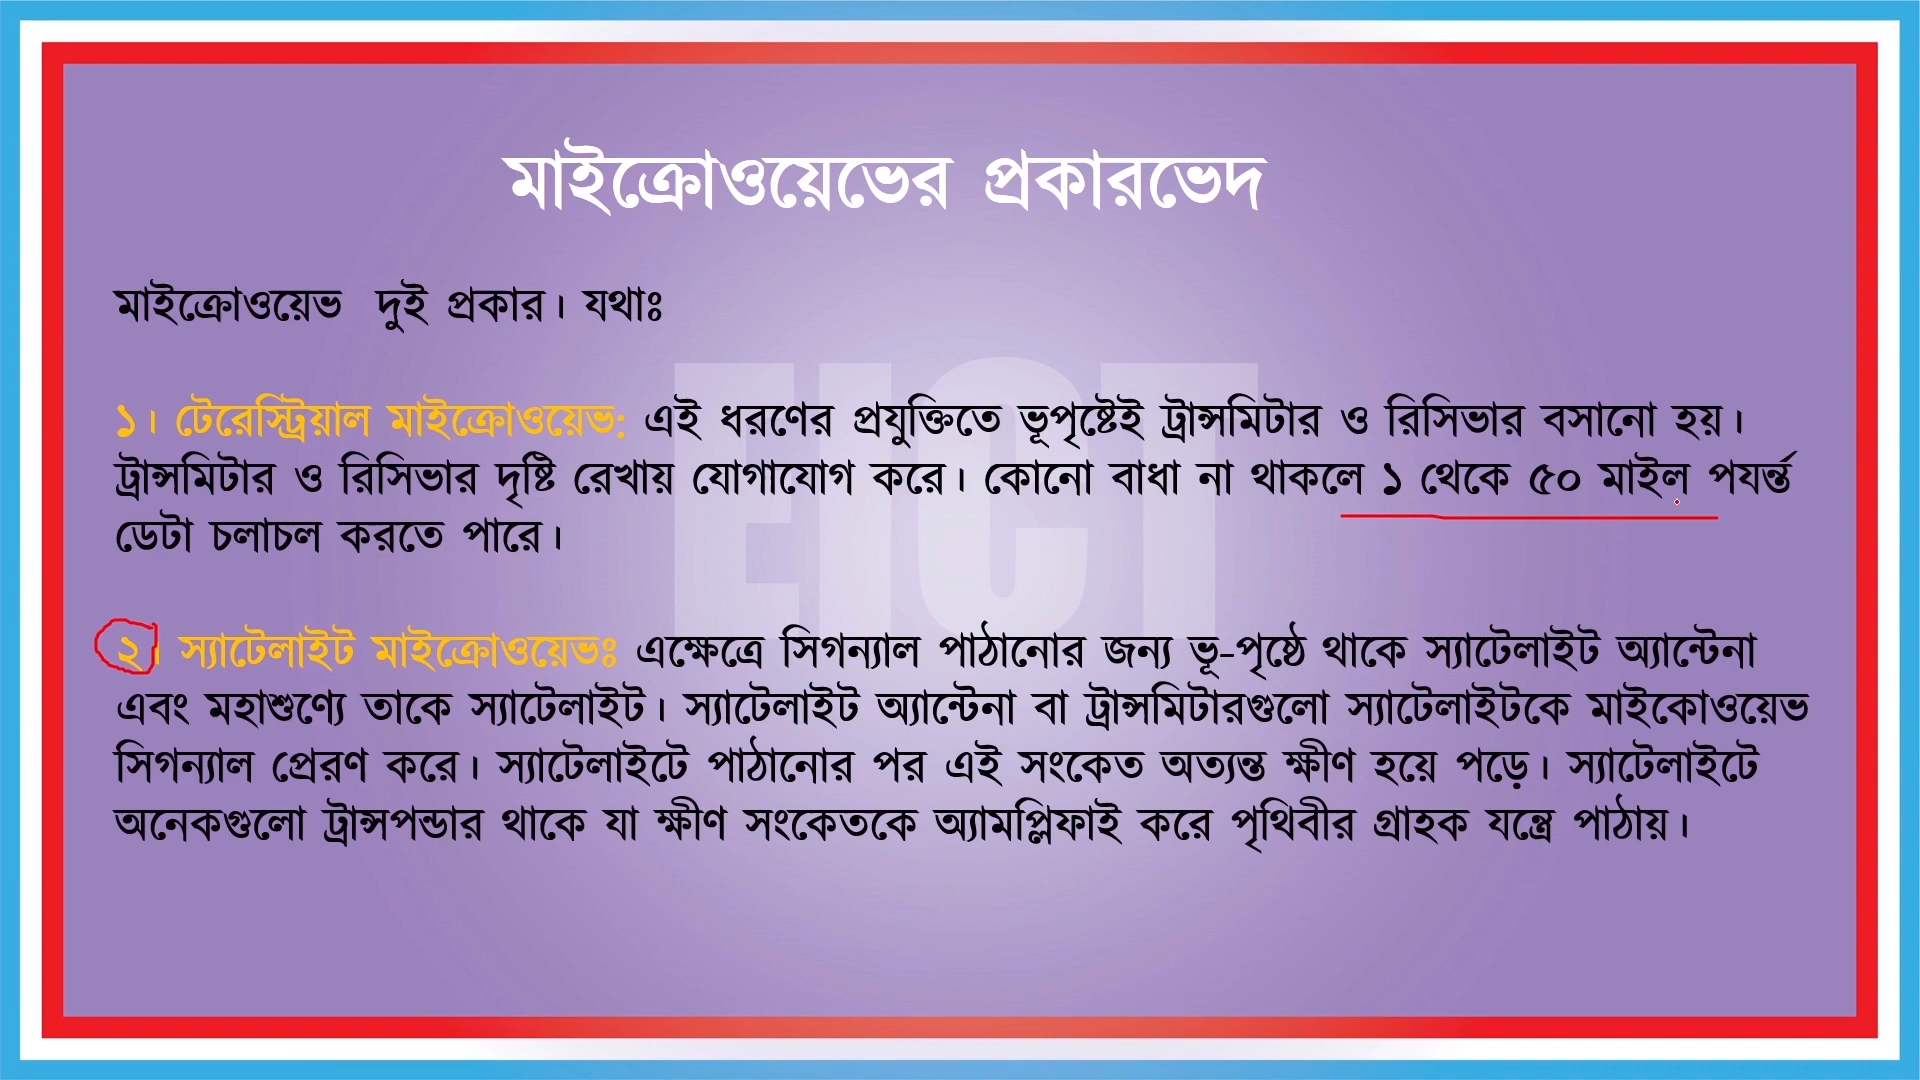 মাইক্রোওয়েভের প্রকারভেদ
মাইক্রোওয়েভ দুই প্রকার। যথাঃ
১। টেরেস্ট্রিয়াল মাইক্রোওয়েভ: এই ধরণের প্রযুক্তিতে ভূপৃষ্টেই ট্রান্সমিটার ও রিসিভার বসানো হয়।
ট্রান্সমিটার ও রিসিভার দৃষ্টি রেখায় যোগাযোগ করে। কোনো বাধা না থাকলে ১ থেকে ৫০ মাইল পযর্ন্ত
ডেটা চলাচল করতে পারে।
EICT
২। স্যাটেলাইট মাইক্রোওয়েভঃ এক্ষেত্রে সিগন্যাল পাঠানোর জন্য ভূ-পৃষ্ঠে থাকে স্যাটেলাইট অ্যান্টেনা
এবং মহাশুণ্যে তাকে স্যাটেলাইট। স্যাটেলাইট অ্যান্টেনা বা ট্রান্সমিটারগুলো স্যাটেলাইটকে মাইকোওয়েভ
সিগন্যাল প্রেরণ করে। স্যাটেলাইটে পাঠানোর পর এই সংকেত অত্যন্ত ক্ষীণ হয়ে পড়ে। স্যাটেলাইটে
অনেকগুলো ট্রান্সপন্ডার থাকে যা ক্ষীণ সংকেতকে অ্যামপ্লিফাই করে পৃথিবীর গ্রাহক যন্ত্রে পাঠায়।